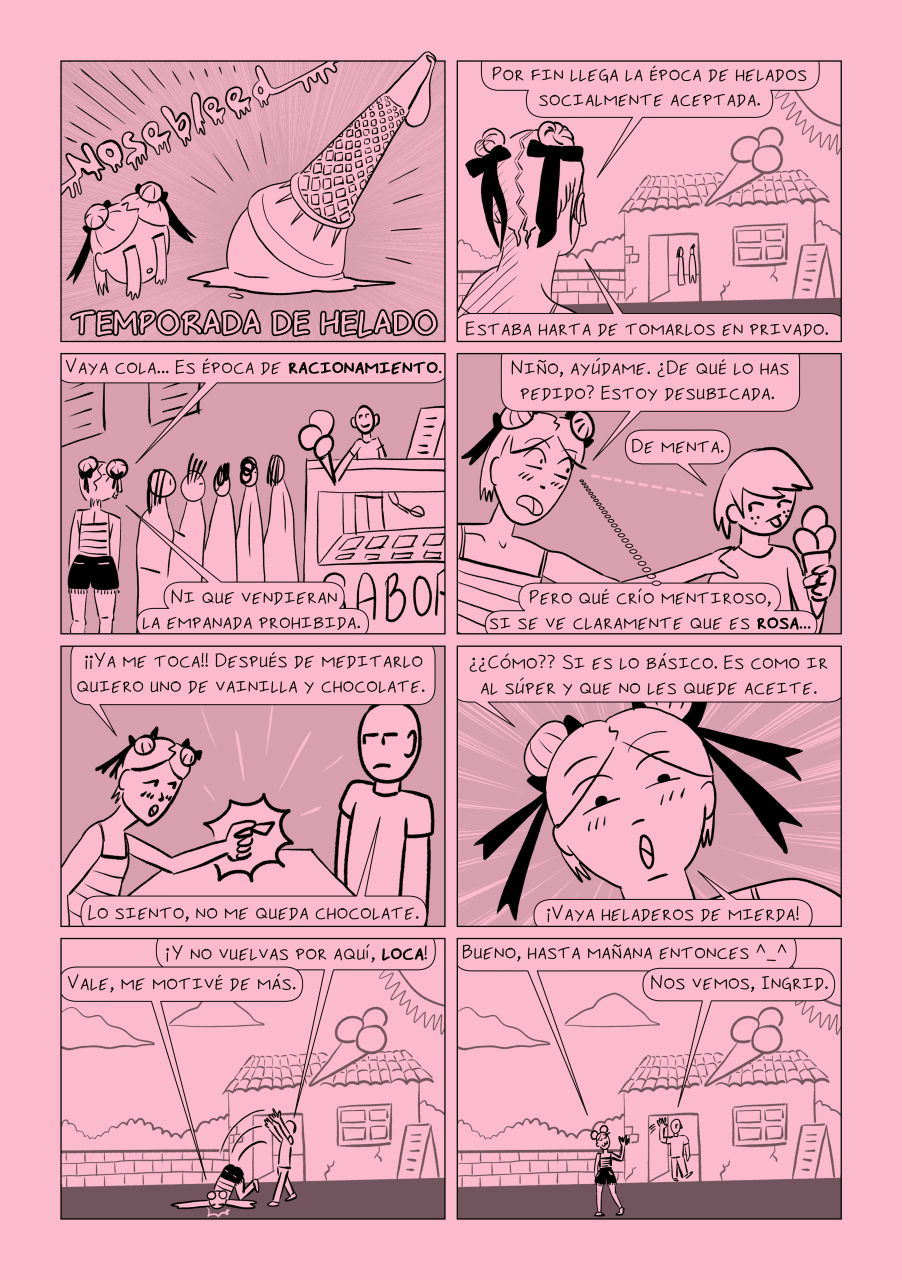 Nosebleed
TEMPORADA DE HELADO
POR FIN LLEGA LA ÉPOCA DE HELADOS
SOCIALMENTE ACEPTADA.
ESTABA HARTA DE TOMARLOS EN PRIVADO.
VAYA COLA... ES ÉPOCA DE RACIONAMIENTO.
NI QUE VENDIERAN
LA EMPANADA PROHIBIDA.
SABOR
NIÑO, AYÚDAME. ¿DE QUÉ LO HAS
PEDIDO? ESTOY DESUBICADA.
DE MENTA.
PERO QUÉ CRÍO MENTIROSO,
SI SE VE CLARAMENTE QUE ES ROSA...
¡¡YA ME TOCA!! DESPUÉS DE MEDITARLO
QUIERO UNO DE VAINILLA Y CHOCOLATE.
LO SIENTO, NO ME QUEDA CHOCOLATE.
¿¿CÓMO?? SI ES LO BÁSICO. ES COMO IR
AL SÚPER Y QUE NO LES QUEDE ACEITE.
¡VAYA HELADEROS DE MIERDA!
¡Y NO VUELVAS POR AQUÍ, LOCA!
VALE, ME MOTIVÉ DE MÁS.
BUENO, HASTA MAÑANA ENTONCES ^_^
NOS VEMOS, INGRID.